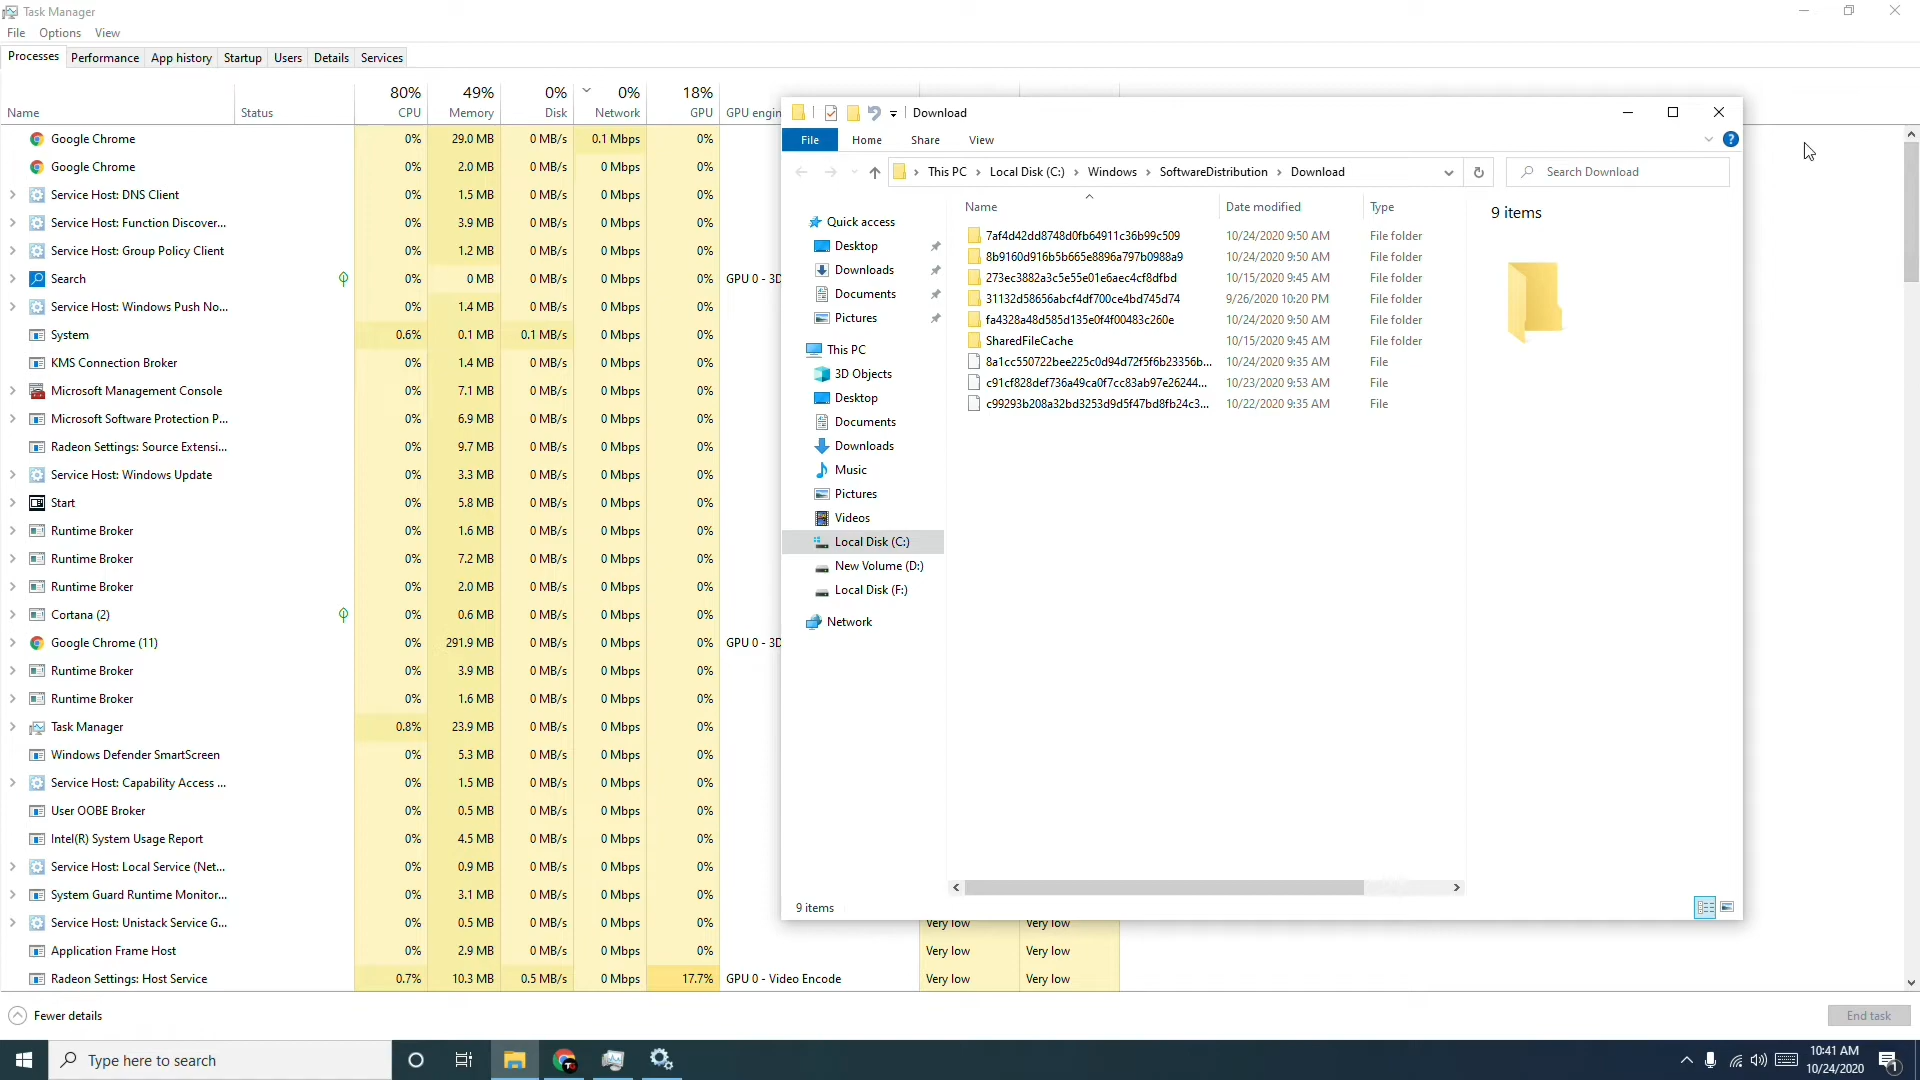 Task Manager
File Options View
Processes Performance App history Startup Users Details Services
80% 49% 0% 0% 18%
Name Status CPU Memory Disk Network GPU GPU engin
Google Chrome 0% 29.0 MB 0 MB/s 0.1 Mbps 0%
Google Chrome 0% 2.0 MB 0 MB/s 0 Mbps 0%
Service Host: DNS Client 0% 1.5 MB 0 MB/s 0 Mbps 0%
Service Host: Function Discover... 0% 3.9 MB 0 MB/s 0 Mbps 0%
Service Host: Group Policy Client 0% 1.2 MB 0 MB/s 0 Mbps 0%
Search 0% 0 MB 0 MB/s 0 Mbps 0% GPU 0 - 3D
Service Host: Windows Push No... 0% 1.4 MB 0 MB/s 0 Mbps 0%
System 0.6% 0.1 MB 0.1 MB/s 0 Mbps 0%
KMS Connection Broker 0% 1.4 MB 0 MB/s 0 Mbps 0%
Microsoft Management Console 0% 7.1 MB 0 MB/s 0 Mbps 0%
Microsoft Software Protection P... 0% 6.9 MB 0 MB/s 0 Mbps 0%
Radeon Settings: Source Extensi... 0% 9.7 MB 0 MB/s 0 Mbps 0%
Service Host: Windows Update 0% 3.3 MB 0 MB/s 0 Mbps 0%
Start 0% 5.8 MB 0 MB/s 0 Mbps 0%
Runtime Broker 0% 1.6 MB 0 MB/s 0 Mbps 0%
Runtime Broker 0% 7.2 MB 0 MB/s 0 Mbps 0%
Runtime Broker 0% 2.0 MB 0 MB/s 0 Mbps 0%
Cortana (2) 0% 0.6 MB 0 MB/s 0 Mbps 0%
Google Chrome (11) 0% 291.9 MB 0 MB/s 0 Mbps 0% GPU 0 - 3D
Runtime Broker 0% 3.9 MB 0 MB/s 0 Mbps 0%
Runtime Broker 0% 1.6 MB 0 MB/s 0 Mbps 0%
Task Manager 0.8% 23.9 MB 0 MB/s 0 Mbps 0%
Windows Defender SmartScreen 0% 5.3 MB 0 MB/s 0 Mbps 0%
Service Host: Capability Access ... 0% 1.5 MB 0 MB/s 0 Mbps 0%
User OOBE Broker 0% 0.5 MB 0 MB/s 0 Mbps 0%
Intel(R) System Usage Report 0% 4.5 MB 0 MB/s 0 Mbps 0%
Service Host: Local Service (Net... 0% 0.9 MB 0 MB/s 0 Mbps 0%
System Guard Runtime Monitor... 0% 3.1 MB 0 MB/s 0 Mbps 0%
Service Host: Unistack Service G... 0% 0.5 MB 0 MB/s 0 Mbps 0% Very low Very low
Application Frame Host 0% 2.9 MB 0 MB/s 0 Mbps 0% Very low Very low
Radeon Settings: Host Service 0.7% 10.3 MB 0.5 MB/s 0 Mbps 17.7% GPU 0 - Video Encode Very low Very low
Fewer details End task
Download
File Home Share View
This PC > Local Disk (C:) > Windows > SoftwareDistribution > Download Search Download
Quick access
Desktop
Downloads
Documents
Pictures
This PC
3D Objects
Desktop
Documents
Downloads
Music
Pictures
Videos
Local Disk (C:)
New Volume (D:)
Local Disk (F:)
Network
Name Date modified Type
7af4d42dd8748d0fb64911c36b99c509 10/24/2020 9:50 AM File folder
8b9160d916b5b665e8896a797b0988a9 10/24/2020 9:50 AM File folder
273ec3882a3c5e55e01e6aec4cf8dfbd 10/15/2020 9:45 AM File folder
31132d58656abcf4df700ce4bd745d74 9/26/2020 10:20 PM File folder
fa4328a48d585d135e0f4f00483c260e 10/24/2020 9:50 AM File folder
SharedFileCache 10/15/2020 9:45 AM File folder
8a1cc550722bee225c0d94d72f5f6b23356b... 10/24/2020 9:35 AM File
c91cf828def736a49ca0f7cc83ab97e26244... 10/23/2020 9:53 AM File
c99293b208a32bd3253d9d5f47bd8fb24c3... 10/22/2020 9:35 AM File
9 items
9 items
Type here to search
10:41 AM
10/24/2020
1